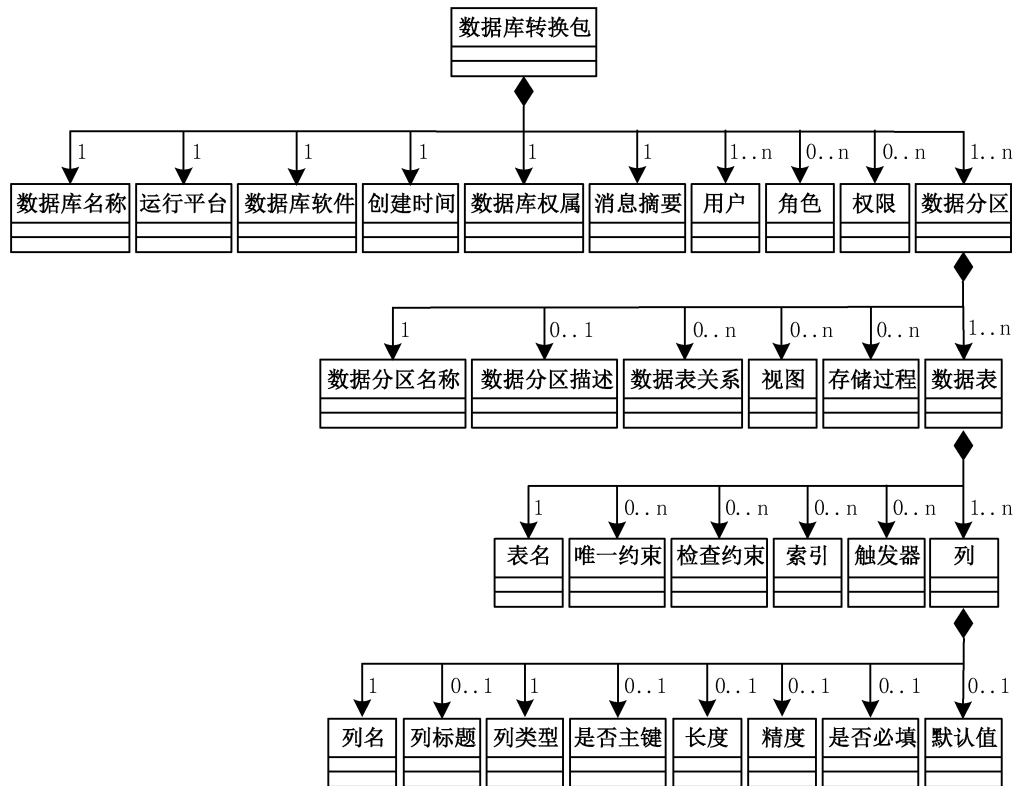 数据库转换包
1 1 1 1 1 1 1..n 0..n 0..n 1..n
数据库名称 运行平台 数据库软件 创建时间 数据库权属 消息摘要 用户 角色 权限 数据分区
1 0..1 0..n 0..n 0..n 1..n
数据分区名称 数据分区描述 数据表关系 视图 存储过程 数据表
1 0..n 0..n 0..n 0..n 1..n
表名 唯一约束 检查约束 索引 触发器 列
1 0..1 1 0..1 0..1 0..1 0..1 0..1
列名 列标题 列类型 是否主键 长度 精度 是否必填 默认值